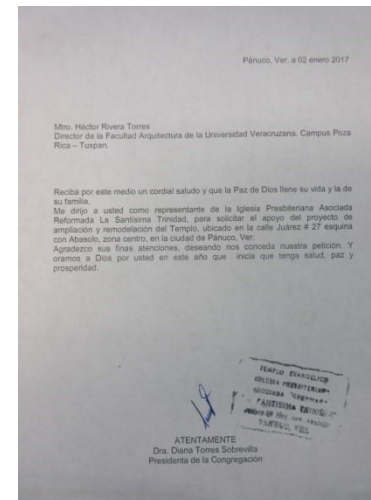 Pánuco, Ver. a 02 enero 2017
Mtro. Héctor Rivera Torres
Director de la Facultad Arquitectura de la Universidad Veracruzana. Campus Poza
Rica – Tuxpan.
Reciba por este medio un cordial saludo y que la Paz de Dios llene su vida y la de
su familia.
Me dirijo a usted como representante de la Iglesia Presbiteriana Asociada
Reformada La Santísima Trinidad, para solicitar el apoyo del proyecto de
ampliación y remodelación del Templo, ubicado en la calle Juárez # 27 esquina
con Abasolo, zona centro, en la ciudad de Pánuco, Ver.
Agradezco sus finas atenciones, deseando nos conceda nuestra petición. Y
oramos a Dios por usted en este año que inicia que tenga salud, paz y
prosperidad.
TEMPLO EVANGELICO
IGLESIA PRESBITERIANA
ASOCIADA REFORMADA
SANTISIMA TRINIDAD
PANUCO, VER.
ATENTAMENTE
Dra. Diana Torres Sobrevilla
Presidenta de la Congregación